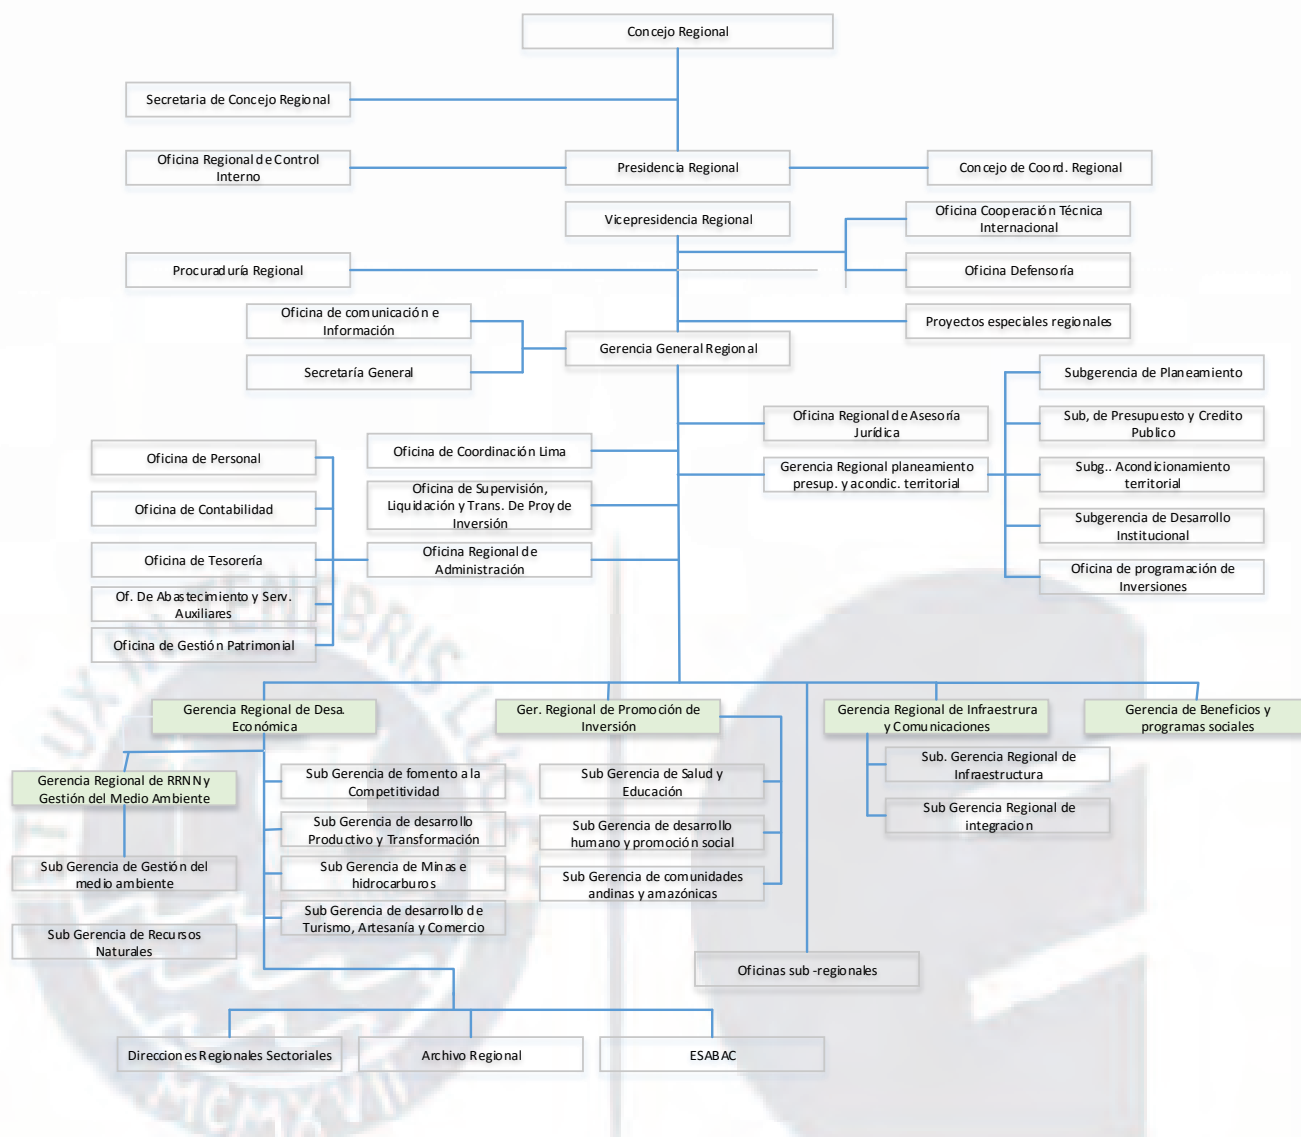 Concejo Regional
Secretaria de Concejo Regional
Oficina Regional de Control
Interno
Presidencia Regional
Concejo de Coord. Regional
Vicepresidencia Regional
Oficina Cooperación Técnica
Internacional
Procuraduría Regional
Oficina Defensoría
Oficina de comunicación e
Información
Proyectos especiales regionales
Gerencia General Regional
Secretaría General
Subgerencia de Planeamiento
Oficina Regional de Asesoría
Jurídica
Sub, de Presupuesto y Credito
Publico
Oficina de Personal
Oficina de Coordinación Lima
Gerencia Regional planeamiento
presup. y acondic. territorial
Subg.. Acondicionamiento
territorial
Oficina de Contabilidad
Oficina de Supervisión,
Liquidación y Trans. De Proy de
Inversión
Subgerencia de Desarrollo
Institucional
Oficina de Tesorería
Oficina Regional de
Administración
Oficina de programación de
Inversiones
Of. De Abastecimiento y Serv.
Auxiliares
Oficina de Gestión Patrimonial
Gerencia Regional de Desa.
Económica
Ger. Regional de Promoción de
Inversión
Gerencia Regional de Infraestrura
y Comunicaciones
Gerencia de Beneficios y
programas sociales
Gerencia Regional de RRNN y
Gestión del Medio Ambiente
Sub Gerencia de fomento a la
Competitividad
Sub Gerencia de Salud y
Educación
Sub. Gerencia Regional de
Infraestructura
Sub Gerencia de desarrollo
Productivo y Transformación
Sub Gerencia de desarrollo
humano y promoción social
Sub Gerencia Regional de
integracion
Sub Gerencia de Gestión del
medio ambiente
Sub Gerencia de Minas e
hidrocarburos
Sub Gerencia de comunidades
andinas y amazónicas
Sub Gerencia de Recursos
Naturales
Sub Gerencia de desarrollo de
Turismo, Artesanía y Comercio
Oficinas sub -regionales
Direcciones Regionales Sectoriales
Archivo Regional
ESABAC
ET LUX IN TENEBRIS LUCET
MCMXVII